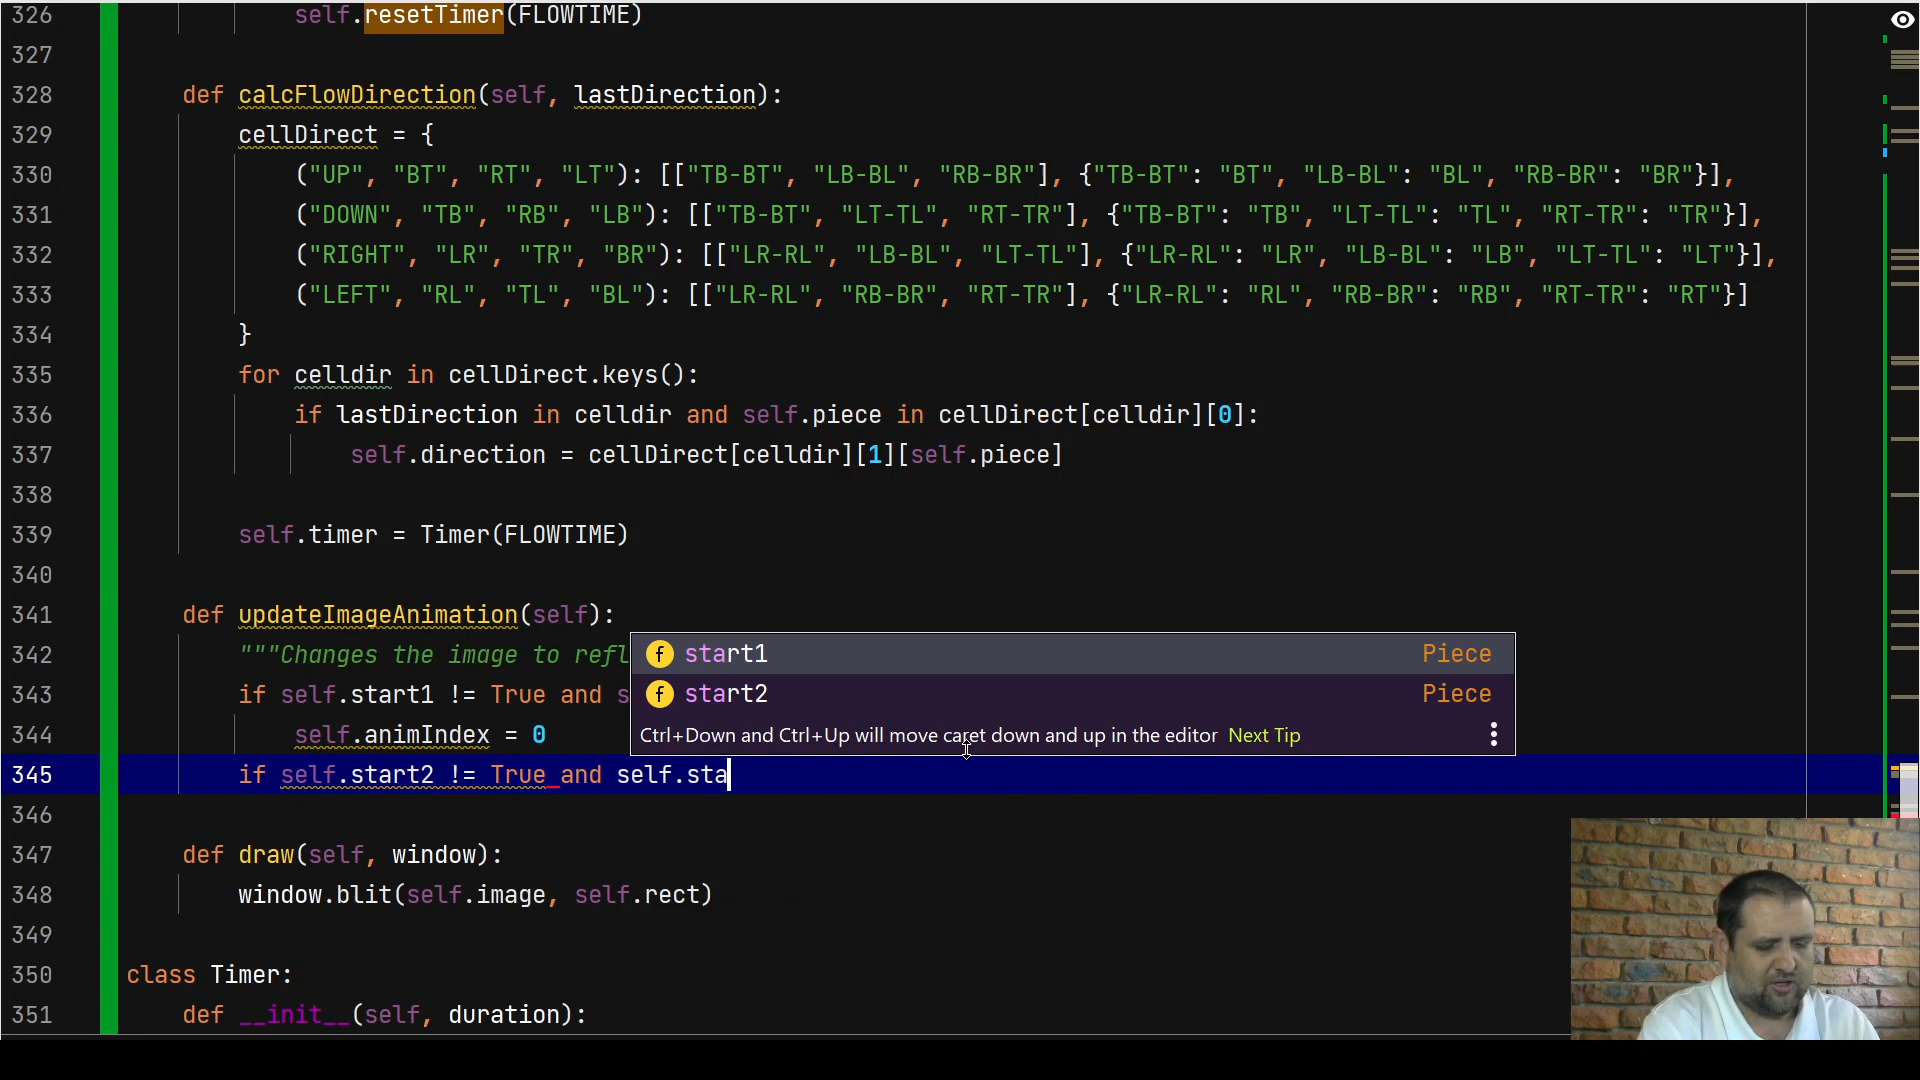 326 self.resetTimer(FLOWTIME)
327
328 def calcFlowDirection(self, lastDirection):
329 cellDirect = {
330 ("UP", "BT", "RT", "LT"): [["TB-BT", "LB-BL", "RB-BR"], {"TB-BT": "BT", "LB-BL": "BL", "RB-BR": "BR"}],
331 ("DOWN", "TB", "RB", "LB"): [["TB-BT", "LT-TL", "RT-TR"], {"TB-BT": "TB", "LT-TL": "TL", "RT-TR": "TR"}],
332 ("RIGHT", "LR", "TR", "BR"): [["LR-RL", "LB-BL", "LT-TL"], {"LR-RL": "LR", "LB-BL": "LB", "LT-TL": "LT"}],
333 ("LEFT", "RL", "TL", "BL"): [["LR-RL", "RB-BR", "RT-TR"], {"LR-RL": "RL", "RB-BR": "RB", "RT-TR": "RT"}]
334 }
335 for celldir in cellDirect.keys():
336 if lastDirection in celldir and self.piece in cellDirect[celldir][0]:
337 self.direction = cellDirect[celldir][1][self.piece]
338
339 self.timer = Timer(FLOWTIME)
340
341 def updateImageAnimation(self):
342 """Changes the image to refl
start1 Piece
343 if self.start1 != True and s
start2 Piece
344 self.animIndex = 0
Ctrl+Down and Ctrl+Up will move caret down and up in the editor Next Tip
345 if self.start2 != True and self.sta
346
347 def draw(self, window):
348 window.blit(self.image, self.rect)
349
350 class Timer:
351 def __init__(self, duration):